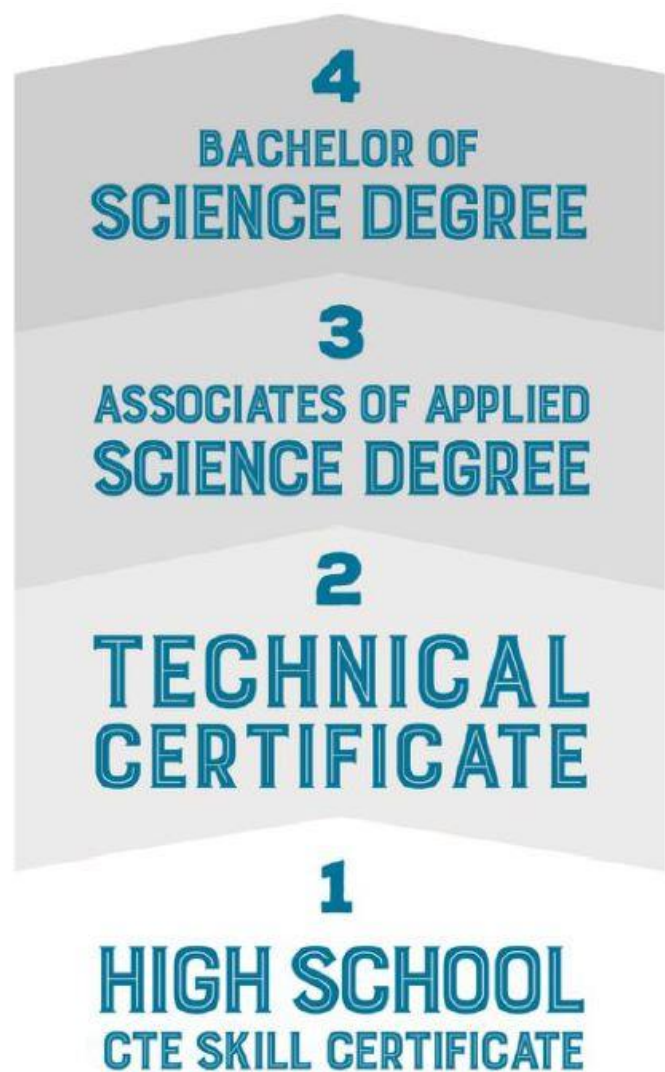 4
BACHELOR OF
SCIENCE DEGREE
3
ASSOCIATES OF APPLIED
SCIENCE DEGREE
2
TECHNICAL
CERTIFICATE
1
HIGH SCHOOL
CTE SKILL CERTIFICATE